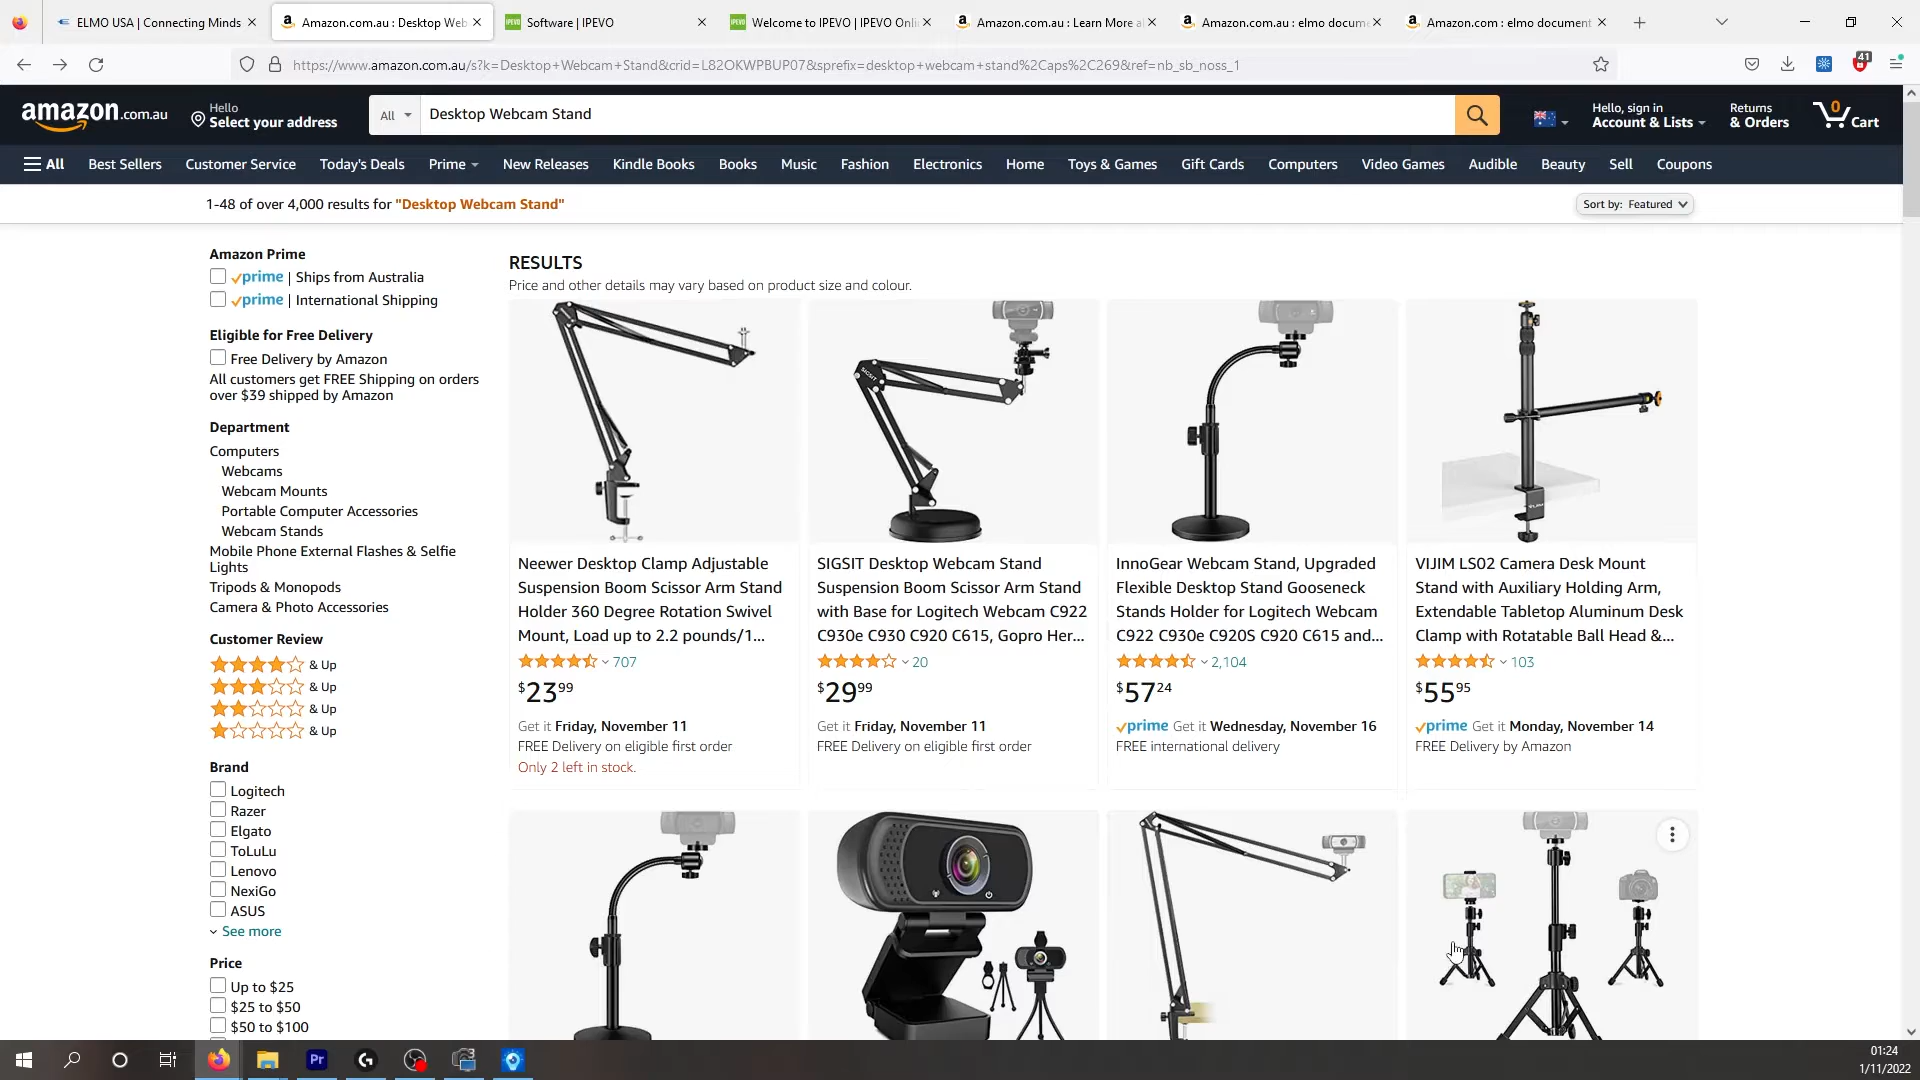 ELMO USA | Connecting Minds
Amazon.com.au : Desktop Web
Software | IPEVO
Welcome to IPEVO | IPEVO Onli
Amazon.com.au : Learn More a
Amazon.com.au : elmo docume
Amazon.com : elmo document
https://www.amazon.com.au/s?k=Desktop+Webcam+Stand&crid=L82OKWPBUP07&sprefix=desktop+webcam+stand%2Caps%2C269&ref=nb_sb_noss_1
41
amazon.com.au
Hello
Select your address
All
Desktop Webcam Stand
Hello, sign in
Account & Lists
Returns
& Orders
0
Cart
All
Best Sellers
Customer Service
Today's Deals
Prime
New Releases
Kindle Books
Books
Music
Fashion
Electronics
Home
Toys & Games
Gift Cards
Computers
Video Games
Audible
Beauty
Sell
Coupons
1-48 of over 4,000 results for "Desktop Webcam Stand"
Sort by: Featured
Amazon Prime
prime | Ships from Australia
prime | International Shipping
Eligible for Free Delivery
Free Delivery by Amazon
All customers get FREE Shipping on orders
over $39 shipped by Amazon
Department
Computers
Webcams
Webcam Mounts
Portable Computer Accessories
Webcam Stands
Mobile Phone External Flashes & Selfie
Lights
Tripods & Monopods
Camera & Photo Accessories
Customer Review
& Up
& Up
& Up
& Up
Brand
Logitech
Razer
Elgato
ToLuLu
Lenovo
NexiGo
ASUS
See more
Price
Up to $25
$25 to $50
$50 to $100
RESULTS
Price and other details may vary based on product size and colour.
SIGSIT
Neewer Desktop Clamp Adjustable
Suspension Boom Scissor Arm Stand
Holder 360 Degree Rotation Swivel
Mount, Load up to 2.2 pounds/1...
707
$23.99
Get it Friday, November 11
FREE Delivery on eligible first order
Only 2 left in stock.
SIGSIT Desktop Webcam Stand
Suspension Boom Scissor Arm Stand
with Base for Logitech Webcam C922
C930e C930 C920 C615, Gopro Her...
20
$29.99
Get it Friday, November 11
FREE Delivery on eligible first order
InnoGear Webcam Stand, Upgraded
Flexible Desktop Stand Gooseneck
Stands Holder for Logitech Webcam
C922 C930e C920S C920 C615 and...
2,104
$57.24
prime Get it Wednesday, November 16
FREE international delivery
VIJIM LS02 Camera Desk Mount
Stand with Auxiliary Holding Arm,
Extendable Tabletop Aluminum Desk
Clamp with Rotatable Ball Head &...
103
$55.95
prime Get it Monday, November 14
FREE Delivery by Amazon
Pr
01:24
1/11/2022